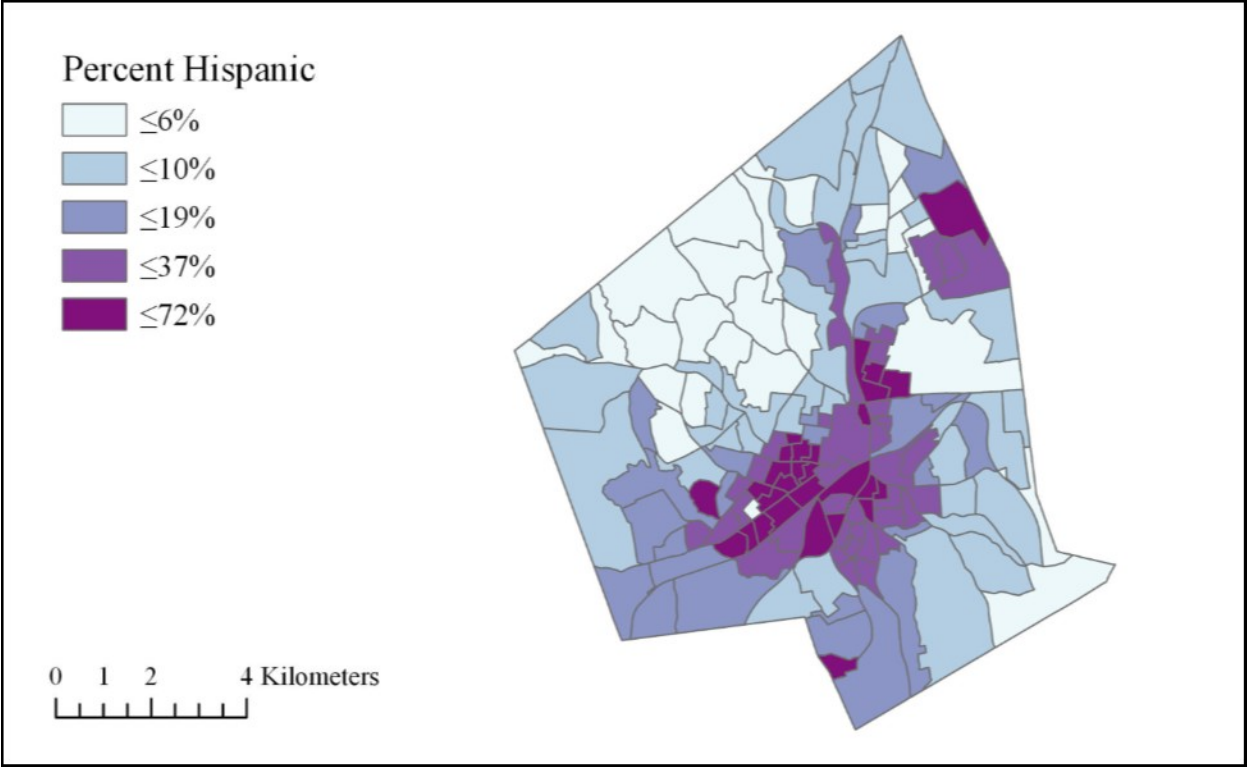 Percent Hispanic
≤6%
≤10%
≤19%
≤37%
≤72%
0 1 2 4 Kilometers